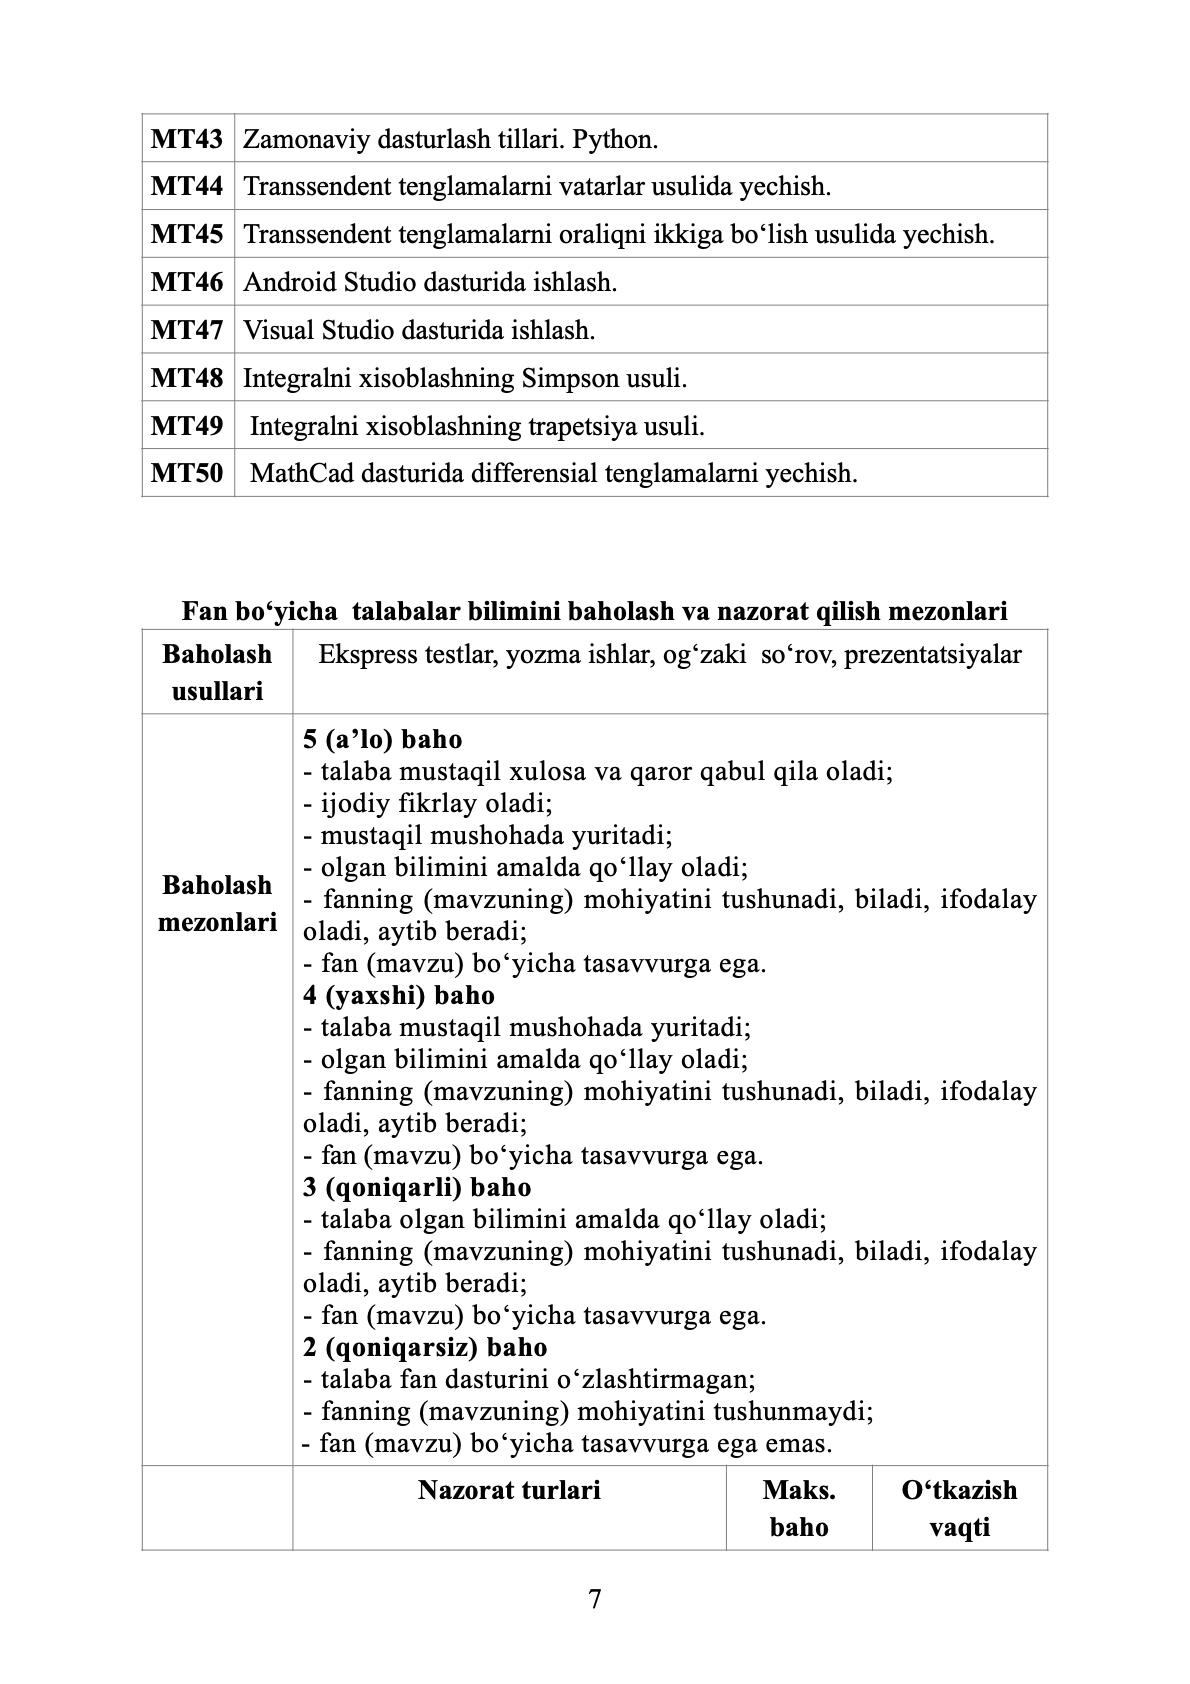 MT43 Zamonaviy dasturlash tillari. Python.
MT44 Transsendent tenglamalarni vatarlar usulida yechish.
MT45 Transsendent tenglamalarni oraliqni ikkiga bo‘lish usulida yechish.
MT46 Android Studio dasturida ishlash.
MT47 Visual Studio dasturida ishlash.
MT48 Integralni xisoblashning Simpson usuli.
MT49 Integralni xisoblashning trapetsiya usuli.
MT50 MathCad dasturida differensial tenglamalarni yechish.
Fan bo‘yicha talabalar bilimini baholash va nazorat qilish mezonlari
Baholash
usullari
Ekspress testlar, yozma ishlar, og‘zaki so‘rov, prezentatsiyalar
Baholash
mezonlari
5 (a’lo) baho
- talaba mustaqil xulosa va qaror qabul qila oladi;
- ijodiy fikrlay oladi;
- mustaqil mushohada yuritadi;
- olgan bilimini amalda qo‘llay oladi;
- fanning (mavzuning) mohiyatini tushunadi, biladi, ifodalay
oladi, aytib beradi;
- fan (mavzu) bo‘yicha tasavvurga ega.
4 (yaxshi) baho
- talaba mustaqil mushohada yuritadi;
- olgan bilimini amalda qo‘llay oladi;
- fanning (mavzuning) mohiyatini tushunadi, biladi, ifodalay
oladi, aytib beradi;
- fan (mavzu) bo‘yicha tasavvurga ega.
3 (qoniqarli) baho
- talaba olgan bilimini amalda qo‘llay oladi;
- fanning (mavzuning) mohiyatini tushunadi, biladi, ifodalay
oladi, aytib beradi;
- fan (mavzu) bo‘yicha tasavvurga ega.
2 (qoniqarsiz) baho
- talaba fan dasturini o‘zlashtirmagan;
- fanning (mavzuning) mohiyatini tushunmaydi;
- fan (mavzu) bo‘yicha tasavvurga ega emas.
Nazorat turlari
Maks.
baho
O‘tkazish
vaqti
7